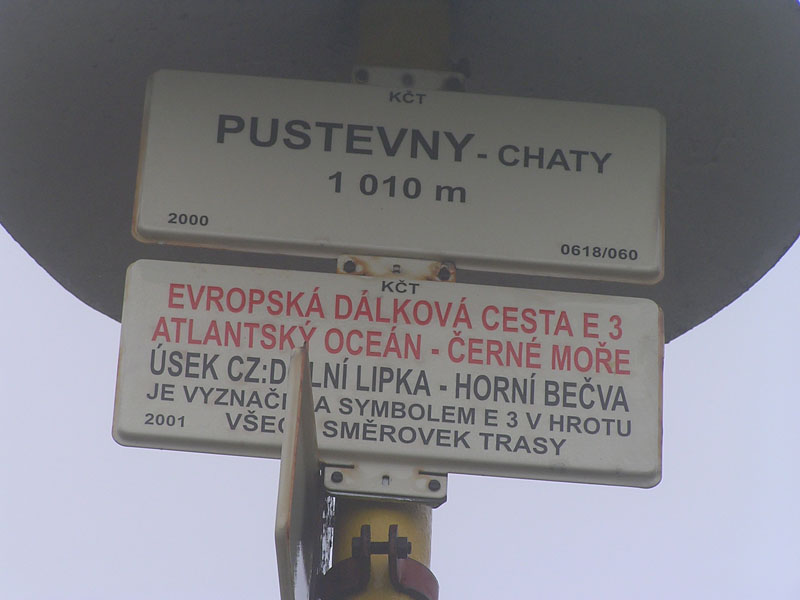 KČT
PUSTEVNY - CHATY
1 010 m
2000 0618/060
KČT
EVROPSKÁ DÁLKOVÁ CESTA E 3
ATLANTSKÝ OCEÁN - ČERNÉ MOŘE
ÚSEK CZ: LIPKA - HORNÍ BEČVA
JE SYMBOLEM E 3 V HROTU
2001 SMĚROVEK TRASY